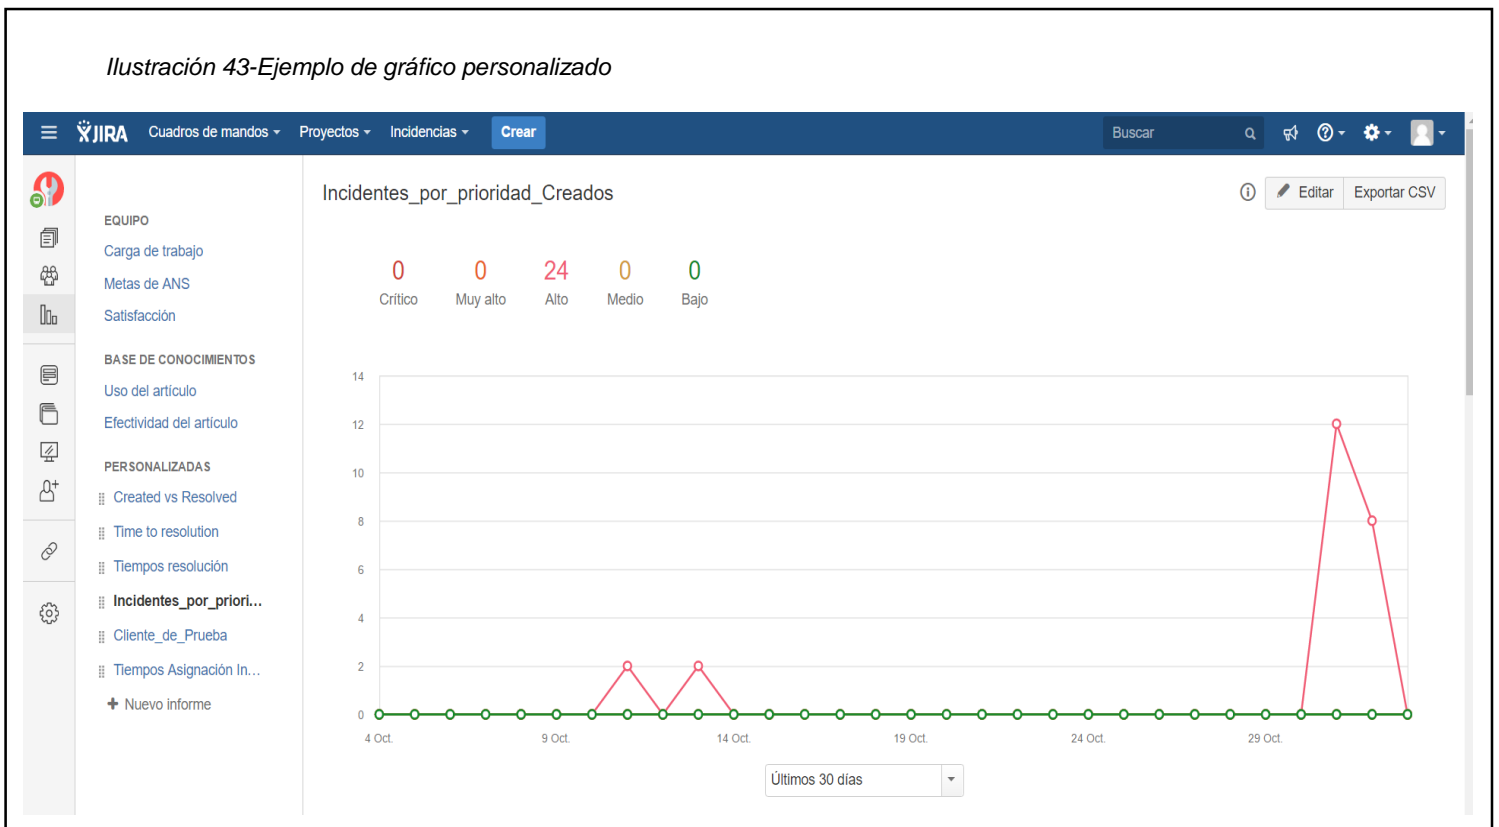 Ilustración 43-Ejemplo de gráfico personalizado
JIRA Cuadros de mandos Proyectos Incidencias Crear Buscar
Incidentes_por_prioridad_Creados
Editar Exportar CSV
EQUIPO
Carga de trabajo
Metas de ANS
Satisfacción
BASE DE CONOCIMIENTOS
Uso del artículo
Efectividad del artículo
PERSONALIZADAS
Created vs Resolved
Time to resolution
Tiempos resolución
Incidentes_por_priori...
Cliente_de_Prueba
Tiempos Asignación In...
+ Nuevo informe
0 0 24 0 0
Crítico Muy alto Alto Medio Bajo
14
12
10
8
6
4
2
0
4 Oct. 9 Oct. 14 Oct. 19 Oct. 24 Oct. 29 Oct.
Últimos 30 días